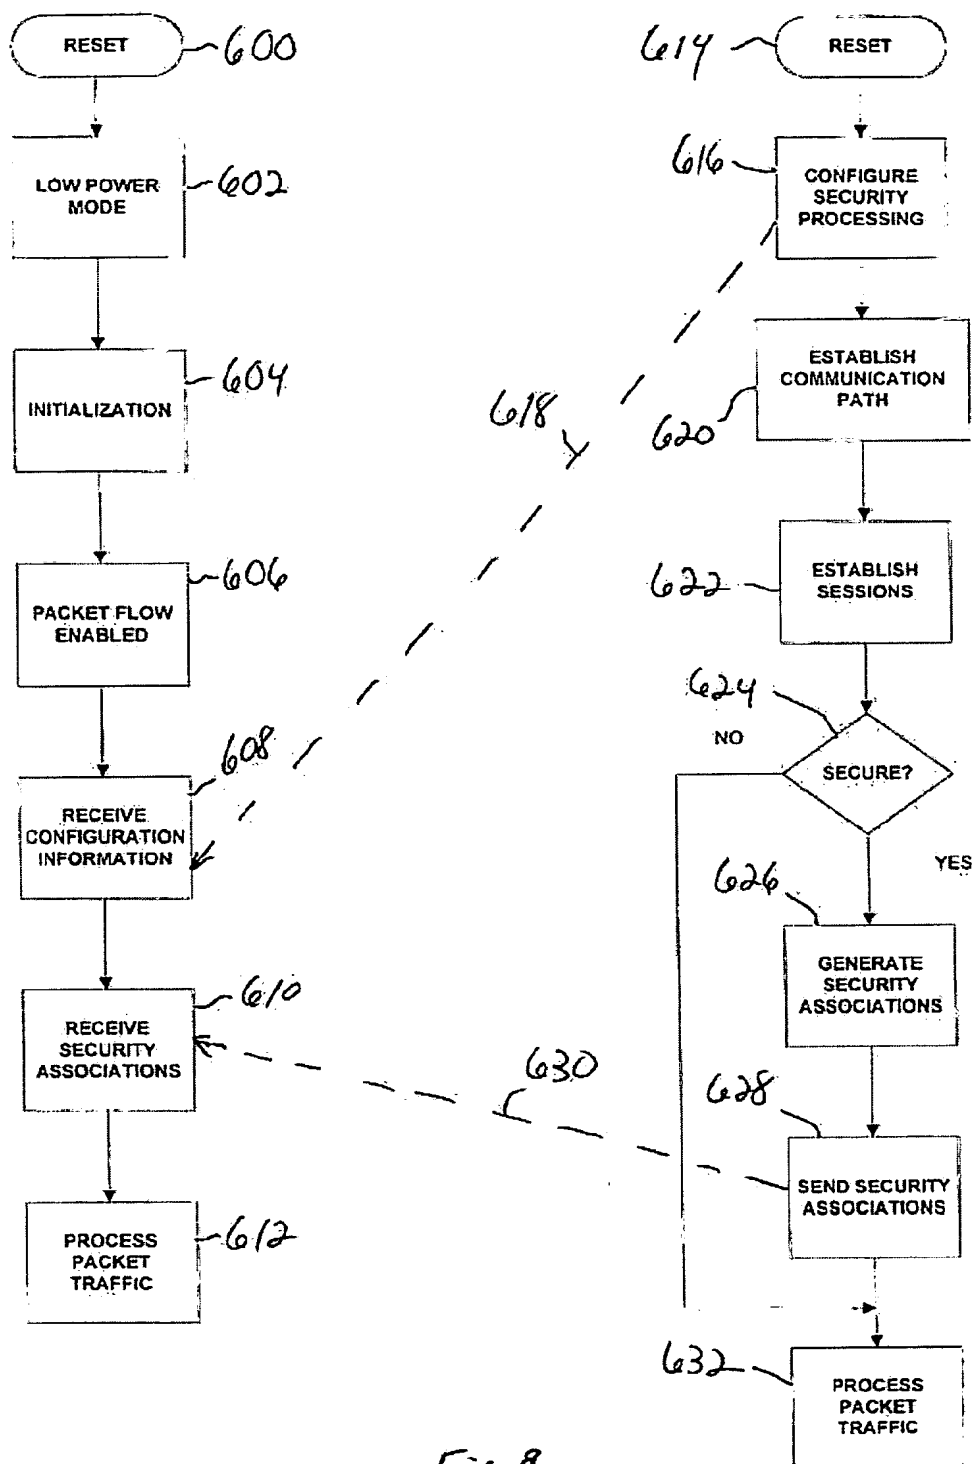 RESET
600
LOW POWER
MODE
602
INITIALIZATION
604
PACKET FLOW
ENABLED
606
RECEIVE
CONFIGURATION
INFORMATION
608
RECEIVE
SECURITY
ASSOCIATIONS
610
PROCESS
PACKET
TRAFFIC
612
618
630
614
RESET
616
CONFIGURE
SECURITY
PROCESSING
ESTABLISH
COMMUNICATION
PATH
620
622
ESTABLISH
SESSIONS
624
NO
SECURE?
YES
626
GENERATE
SECURITY
ASSOCIATIONS
628
SEND SECURITY
ASSOCIATIONS
632
PROCESS
PACKET
TRAFFIC
Fig. 8